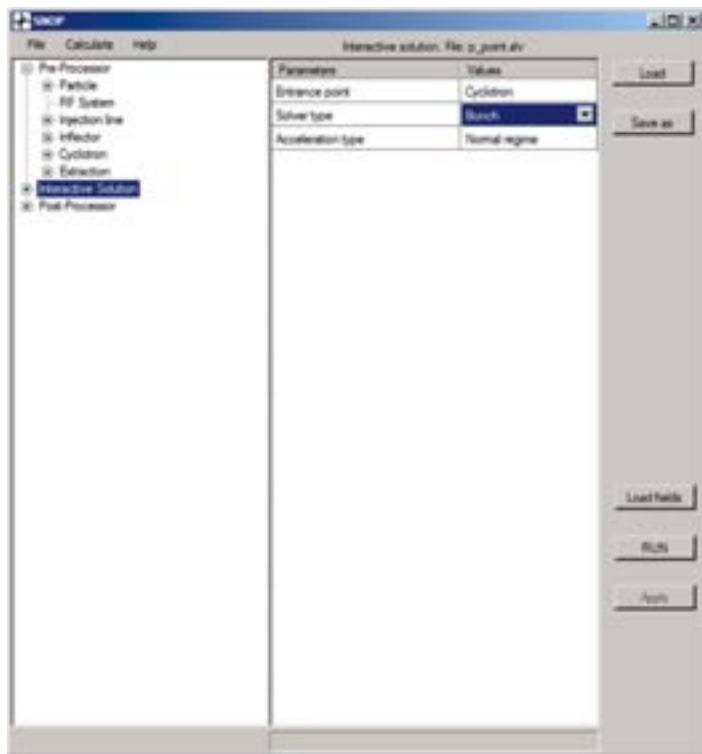 SNOP
File Calculate Help
Interactive solution. File: p_point.slv
Pre-Processor
Particle
RF System
Injection line
Inflector
Cyclotron
Extraction
Interactive Solution
Post-Processor
Parameters Values
Entrance point Cyclotron
Solver type Bunch
Acceleration type Normal regime
Load
Save as
Load fields
RUN
Apply